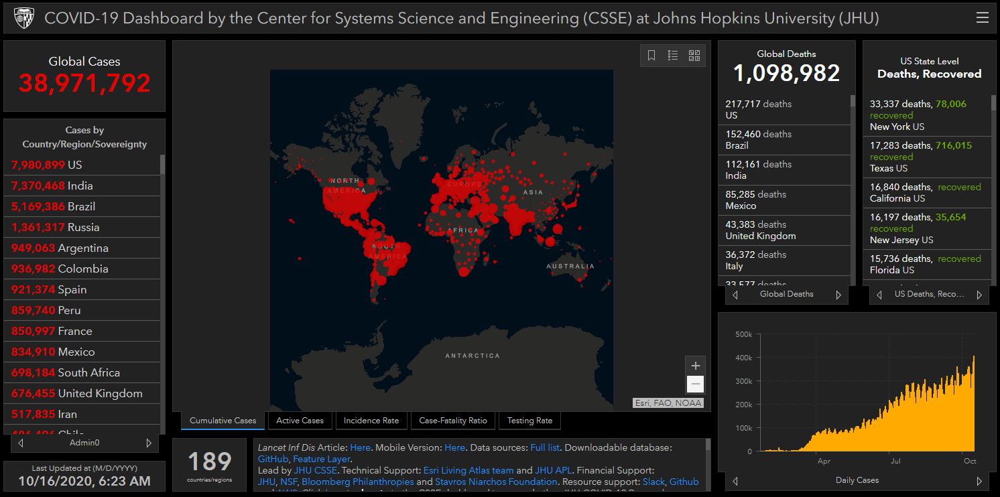 COVID-19 Dashboard by the Center for Systems Science and Engineering (CSSE) at Johns Hopkins University (JHU)
Global Cases
38,971,792
Cases by
Country/Region/Sovereignty
7,980,899 US
7,370,468 India
5,169,386 Brazil
1,361,317 Russia
949,063 Argentina
936,982 Colombia
921,374 Spain
859,740 Peru
850,997 France
834,910 Mexico
698,184 South Africa
676,455 United Kingdom
517,835 Iran
Chile
Admin0
Last Updated at (M/D/YYYY)
10/16/2020, 6:23 AM
NORTH
AMERICA
EUROPE
ASIA
AFRICA
SOUTH
AMERICA
AUSTRALIA
ANTARCTICA
+
−
Esri, FAO, NOAA
Cumulative Cases
Active Cases
Incidence Rate
Case-Fatality Ratio
Testing Rate
189
countries/regions
Lancet Inf Dis Article: Here. Mobile Version: Here. Data sources: Full list. Downloadable database:
GitHub, Feature Layer.
Lead by JHU CSSE. Technical Support: Esri Living Atlas team and JHU APL. Financial Support:
JHU, NSF, Bloomberg Philanthropies and Stavros Niarchos Foundation. Resource support: Slack, Github
Global Deaths
1,098,982
217,717 deaths
US
152,460 deaths
Brazil
112,161 deaths
India
85,285 deaths
Mexico
43,383 deaths
United Kingdom
36,372 deaths
Italy
33,577 deaths
Global Deaths
US State Level
Deaths, Recovered
33,337 deaths, 78,006
recovered
New York US
17,283 deaths, 716,015
recovered
Texas US
16,840 deaths, recovered
California US
16,197 deaths, 35,654
recovered
New Jersey US
15,736 deaths, recovered
Florida US
US Deaths, Reco...
500k
400k
300k
200k
100k
0
Apr
Jul
Oct
Daily Cases